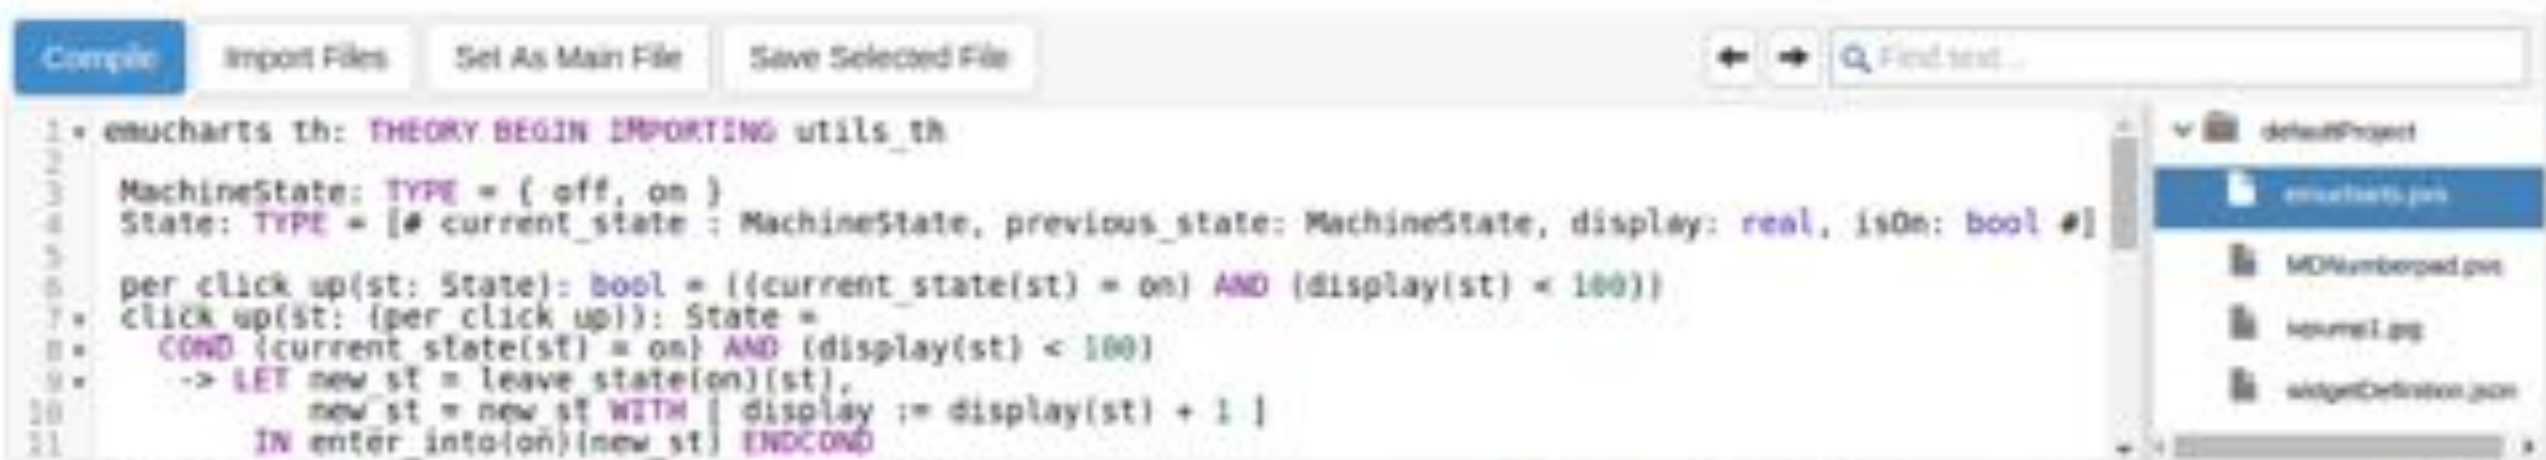 Compile Import Files Set As Main File Save Selected File Find text...
1 emucharts_th: THEORY BEGIN IMPORTING utils_th
2
3 MachineState: TYPE = { off, on }
4 State: TYPE = [# current_state : MachineState, previous_state: MachineState, display: real, isOn: bool #]
5
6 per_click_up(st: State): bool = ((current_state(st) = on) AND (display(st) < 100))
7 click_up(st: (per_click_up)): State =
8 COND (current_state(st) = on) AND (display(st) < 100)
9 -> LET new_st = leave_state(on)(st),
10 new_st = new_st WITH [ display := display(st) + 1 ]
11 IN enter_into(on)(new_st) ENDCOND
defaultProject
emucharts.pvs
MDNumberpad.pvs
widgetDefinition.json